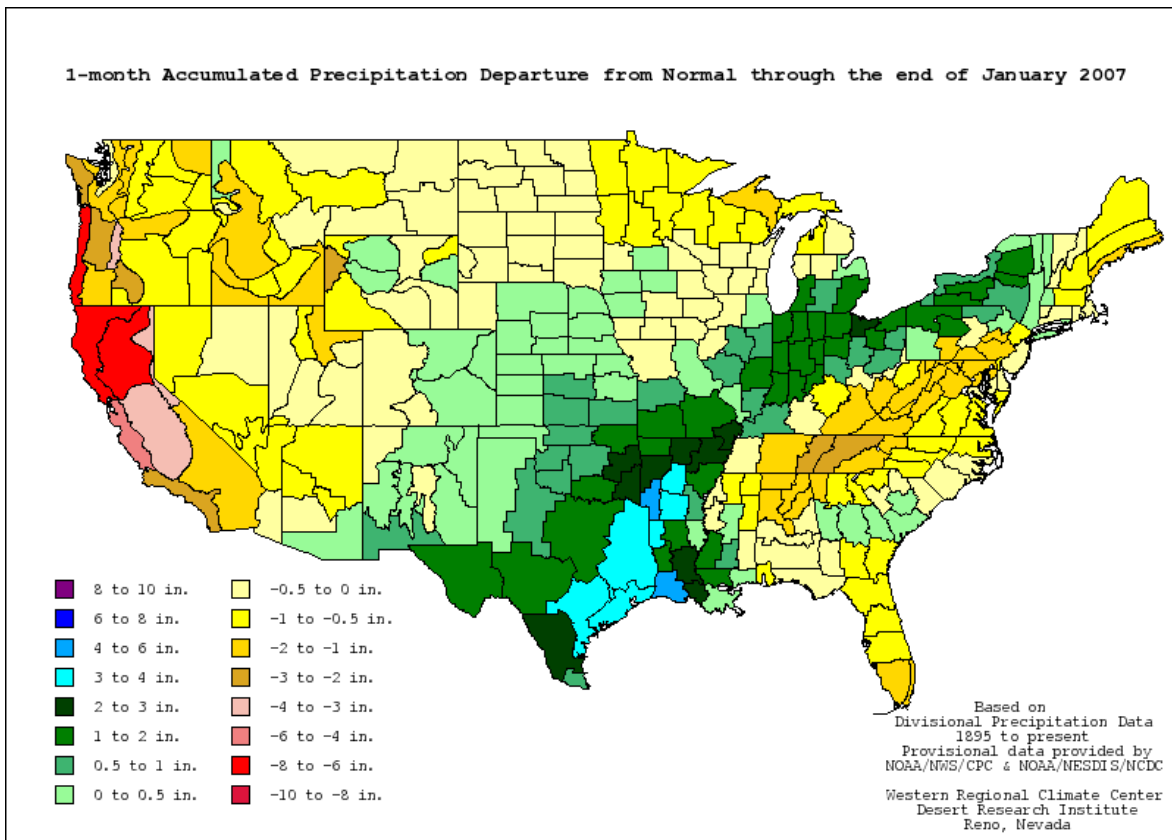 1-month Accumulated Precipitation Departure from Normal through the end of January 2007
8 to 10 in.
6 to 8 in.
4 to 6 in.
3 to 4 in.
2 to 3 in.
1 to 2 in.
0.5 to 1 in.
0 to 0.5 in.
-0.5 to 0 in.
-1 to -0.5 in.
-2 to -1 in.
-3 to -2 in.
-4 to -3 in.
-6 to -4 in.
-8 to -6 in.
-10 to -8 in.
Based on
Divisional Precipitation Data
1895 to present
Provisional data provided by
NOAA/NWS/CPC & NOAA/NESDIS/NCDC
Western Regional Climate Center
Desert Research Institute
Reno, Nevada